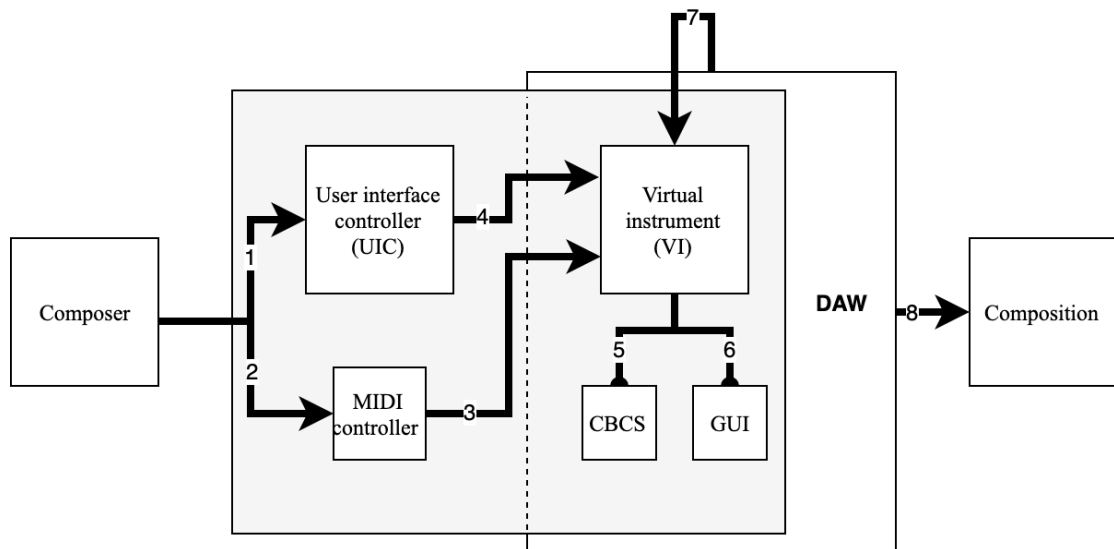 7
User interface
controller
(UIC)
4
Virtual
instrument
(VI)
1
Composer
DAW
8
Composition
2
5
6
MIDI
controller
3
CBCS
GUI